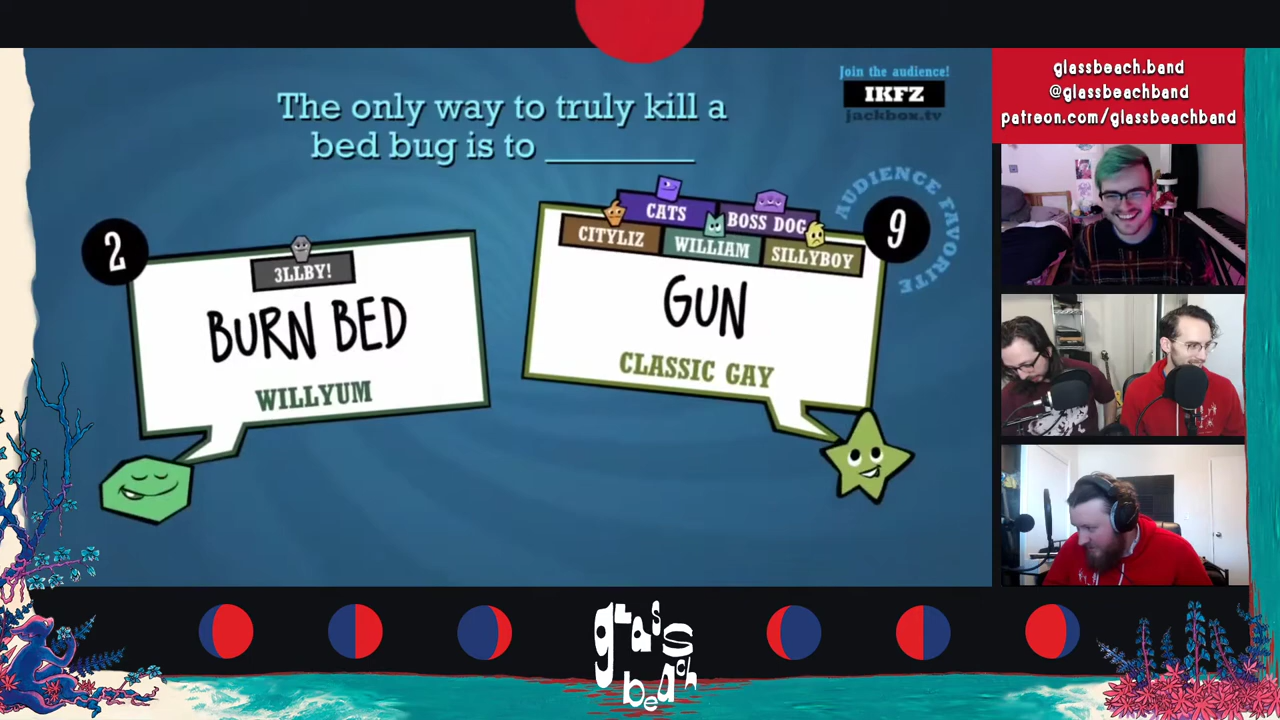 The only way to truly kill a
bed bug is to _________
Join the audience!
IKFZ
jackbox.tv
glassbeach.band
@glassbeachband
patreon.com/glassbeachband
2
3LLBY!
BURN BED
WILLYUM
CATS
BOSS DOG
CITYLIZ
WILLIAM
SILLYBOY
GUN
CLASSIC GAY
AUDIENCE FAVORITE
9
glass
beach